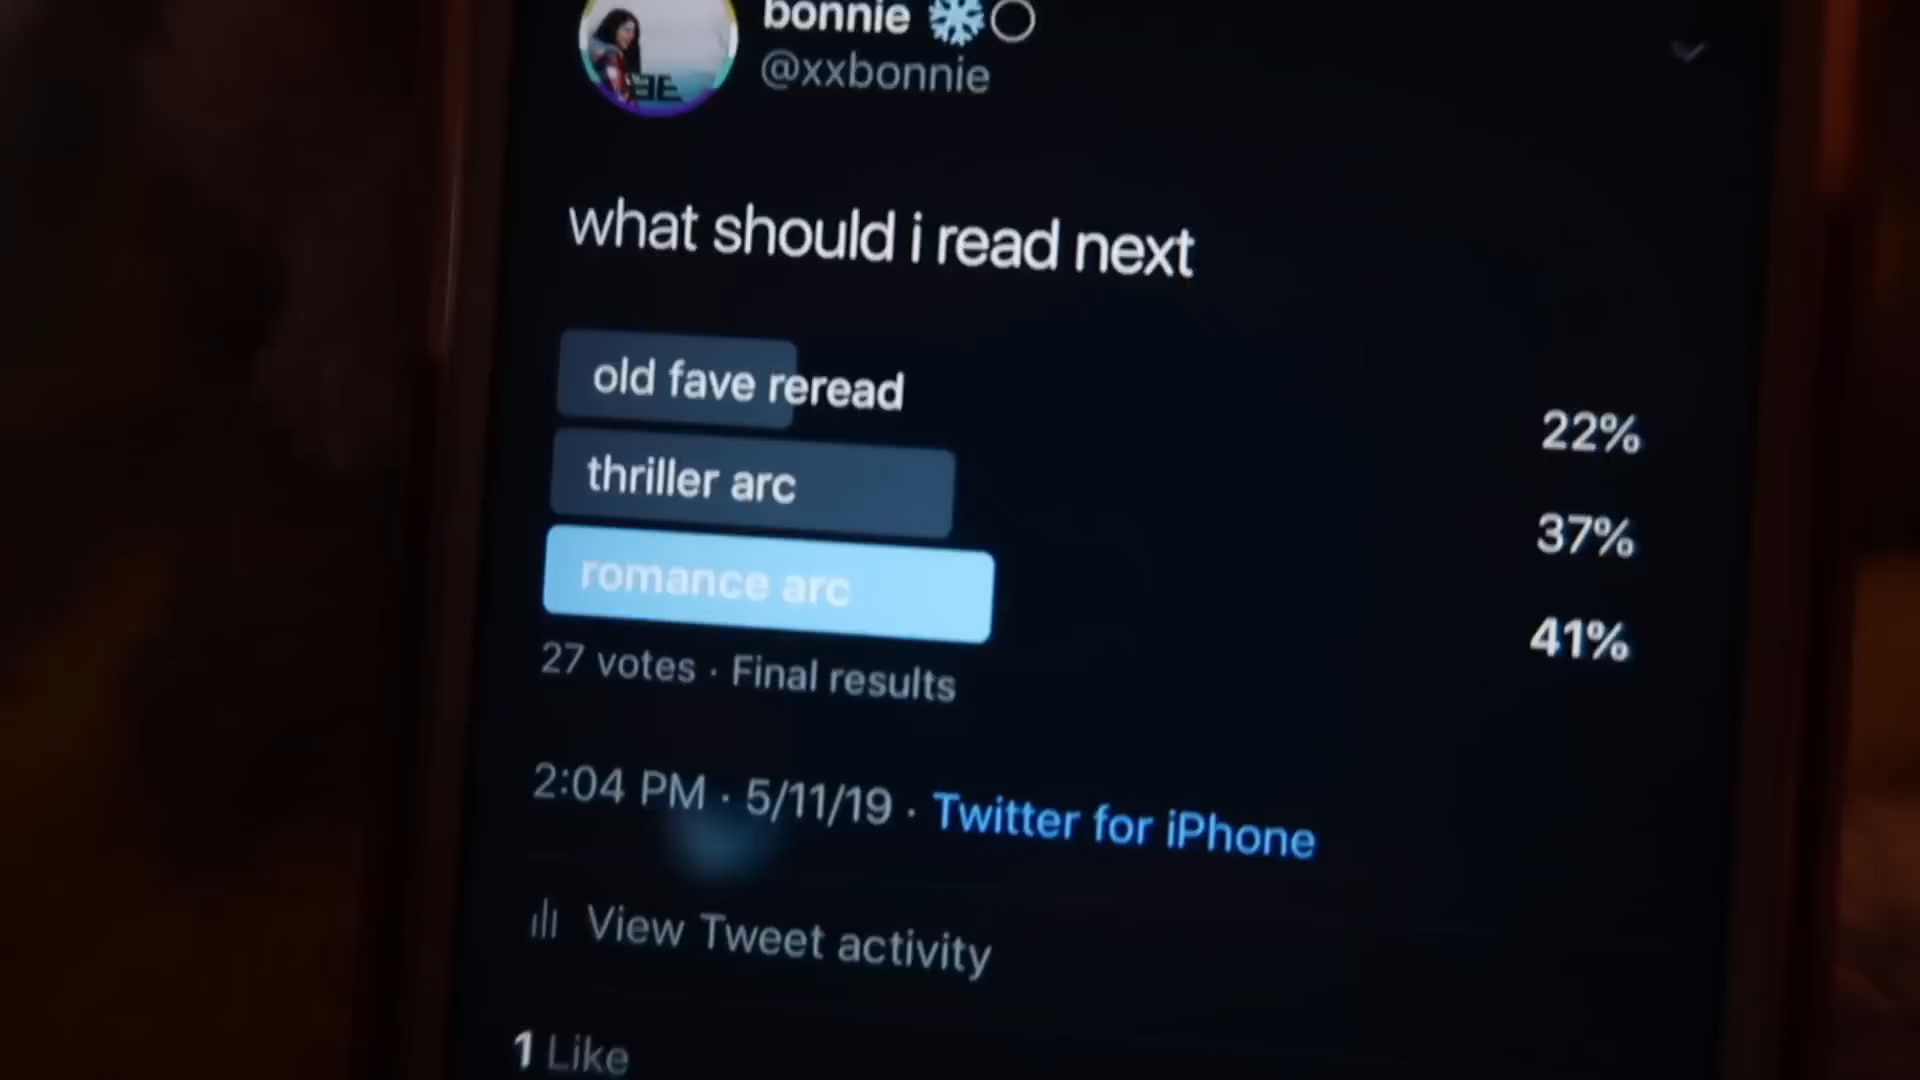 bonnie ❄️
@xxbonnie
what should i read next
old fave reread
22%
thriller arc
37%
romance arc
41%
27 votes · Final results
2:04 PM · 5/11/19 · Twitter for iPhone
View Tweet activity
1 Like